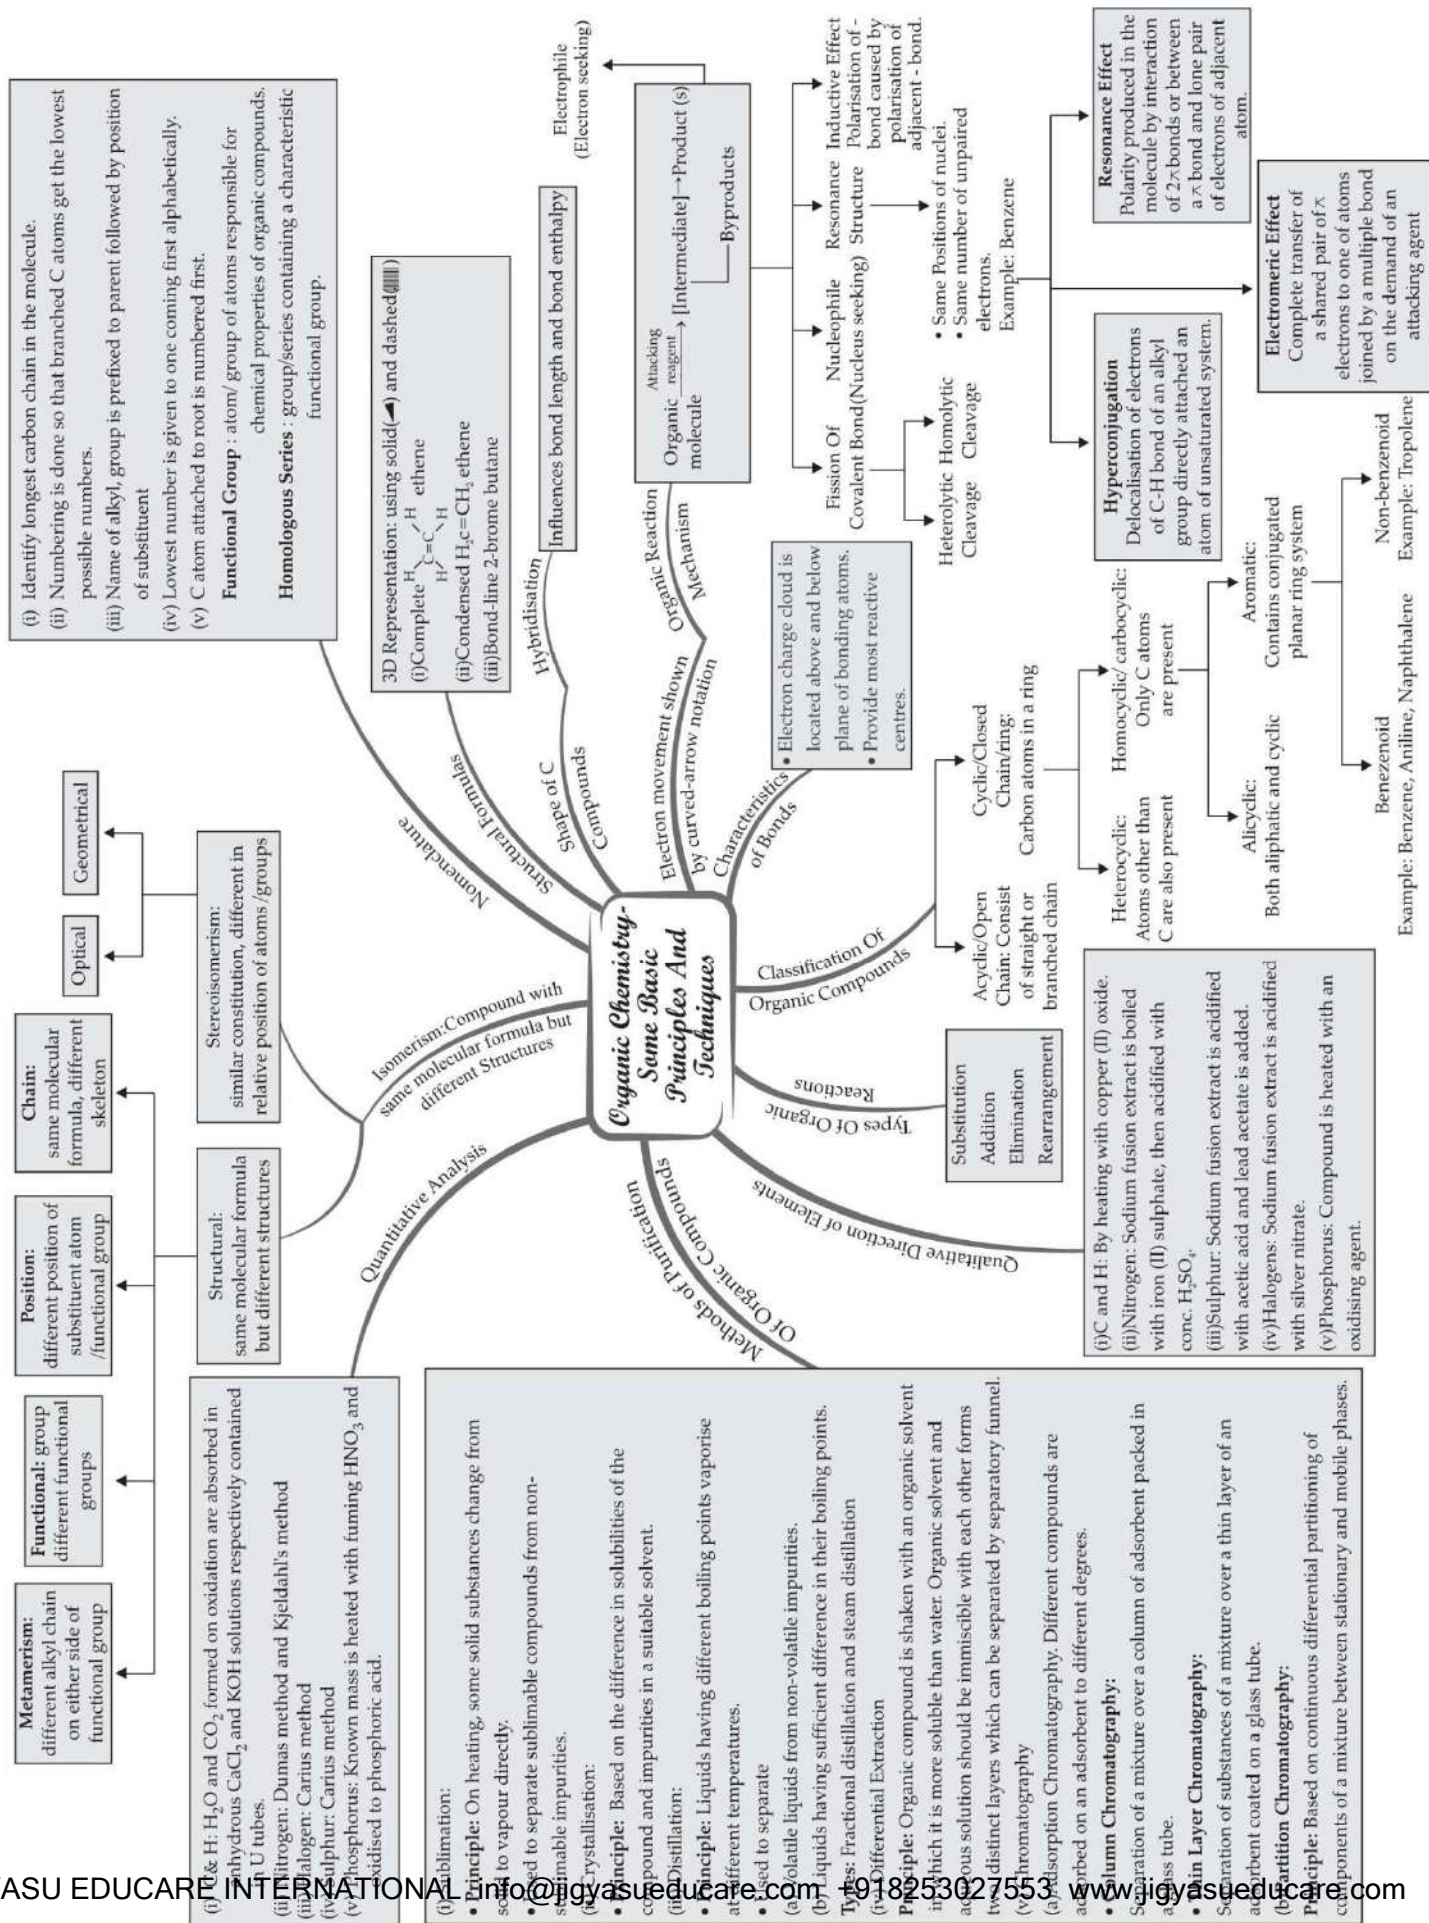 Organic Chemistry-
Some Basic
Principles And
Techniques
Nomenclature
(i) Identify longest carbon chain in the molecule.
(ii) Numbering is done so that branched C atoms get the lowest
possible numbers.
(iii) Name of alkyl, group is prefixed to parent followed by position
of substituent
(iv) Lowest number is given to one coming first alphabetically.
(v) C atom attached to root is numbered first.
Functional Group : atom/ group of atoms responsible for
chemical properties of organic compounds.
Homologous Series : group/series containing a characteristic
functional group.
Structural Formulas
3D Representation: using solid( ) and dashed( )
(i)Complete H H C=C H H ethene
(ii)Condensed H₂c=CH₂ ethene
(iii)Bond-line 2-brome butane
Shape of C
Compounds
Hybridisation
Influences bond length and bond enthalpy
Electron movement shown
by curved-arrow notation
Organic Reaction
Mechanism
Organic
molecule
Attacking
reagent
→ [Intermediate]→Product (s)
Byproducts
Electrophile
(Electron seeking)
Fission Of
Covalent Bond
Heterolytic
Cleavage
Homolytic
Cleavage
Nucleophile
(Nucleus seeking)
Resonance
Structure
• Same Positions of nuclei.
• Same number of unpaired
electrons.
Example: Benzene
Inductive Effect
Polarisation of -
bond caused by
polarisation of
adjacent - bond.
Hyperconjugation
Delocalisation of electrons
of C-H bond of an alkyl
group directly attached an
atom of unsaturated system.
Electromeric Effect
Complete transfer of
a shared pair of π
electrons to one of atoms
joined by a multiple bond
on the demand of an
attacking agent
Resonance Effect
Polarity produced in the
molecule by interaction
of 2π bonds or between
a π bond and lone pair
of electrons of adjacent
atom.
Characteristics
of Bonds
• Electron charge cloud is
located above and below
plane of bonding atoms.
• Provide most reactive
centres.
Classification Of
Organic Compounds
Acydic/Open
Chain: Consist
of straight or
branched chain
Cyclic/Closed
Chain/ring:
Carbon atoms in a ring
Heterocyclic:
Atoms other than
C are also present
Homocyclic/ carbocyclic:
Only C atoms
are present
Alicyclic:
Both aliphatic and cyclic
Aromatic:
Contains conjugated
planar ring system
Benezenoid
Example: Benzene, Aniline, Naphthalene
Non-benzenoid
Example: Tropolene
Types Of Organic
Reactions
Substitution
Addition
Elimination
Rearrangement
Qualitative Direction of Elements
(i)C and H: By heating with copper (II) oxide.
(ii)Nitrogen: Sodium fusion extract is boiled
with iron (II) sulphate, then acidified with
conc. H₂SO₄.
(iii)Sulphur: Sodium fusion extract is acidified
with acetic acid and lead acetate is added.
(iv)Halogens: Sodium fusion extract is acidified
with silver nitrate.
(v)Phosphorus: Compound is heated with an
oxidising agent.
Methods of Purification
Of Organic Compounds
(i)Sublimation:
• Principle: On heating, some solid substances change from
solid to vapour directly.
• Used to separate sublimable compounds from non-
sublimable impurities.
(ii)Crystallisation:
• Principle: Based on the difference in solubilities of the
compound and impurities in a suitable solvent.
(iii)Distillation:
• Principle: Liquids having different boiling points vaporise
at different temperatures.
• Used to separate
(a)Volatile liquids from non-volatile impurities.
(b) Liquids having sufficient difference in their boiling points.
Types: Fractional distillation and steam distillation
(iv)Differential Extraction
Principle: Organic compound is shaken with an organic solvent
in which it is more soluble than water. Organic solvent and
aqueous solution should be immiscible with each other forms
two distinct layers which can be separated by separatory funnel.
(v)Chromatography
(a)Adsorption Chromatography. Different compounds are
adsorbed on an adsorbent to different degrees.
• Column Chromatography:
Separation of a mixture over a column of adsorbent packed in
a glass tube.
• Thin Layer Chromatography:
Separation of substances of a mixture over a thin layer of an
adsorbent coated on a glass tube.
(b)Partition Chromatography:
Principle: Based on continuous differential partitioning of
components of a mixture between stationary and mobile phases.
Quantitative Analysis
(i) C& H: H₂O and CO₂ formed on oxidation are absorbed in
anhydrous CaCl₂ and KOH solutions respectively contained
in U tubes.
(ii)Nitrogen: Dumas method and Kjeldahl's method
(iii)Halogen: Carius method
(iv)Sulphur: Carius method
(v)Phosphorus: Known mass is heated with fuming HNO₃ and
oxidised to phosphoric acid.
Isomerism:Compound with
same molecular formula but
different Structures
Structural:
same molecular formula
but different structures
Metamerism:
different alkyl chain
on either side of
functional group
Functional: group
different functional
groups
Position:
different position of
substituent atom
/functional group
Chain:
same molecular
formula, different
skeleton
Stereoisomerism:
similar constitution, different in
relative position of atoms /groups
Optical
Geometrical
ASU EDUCARE INTERNATIONAL info@jigyasueducare.com +918253027553 www.jigyasueducare.com